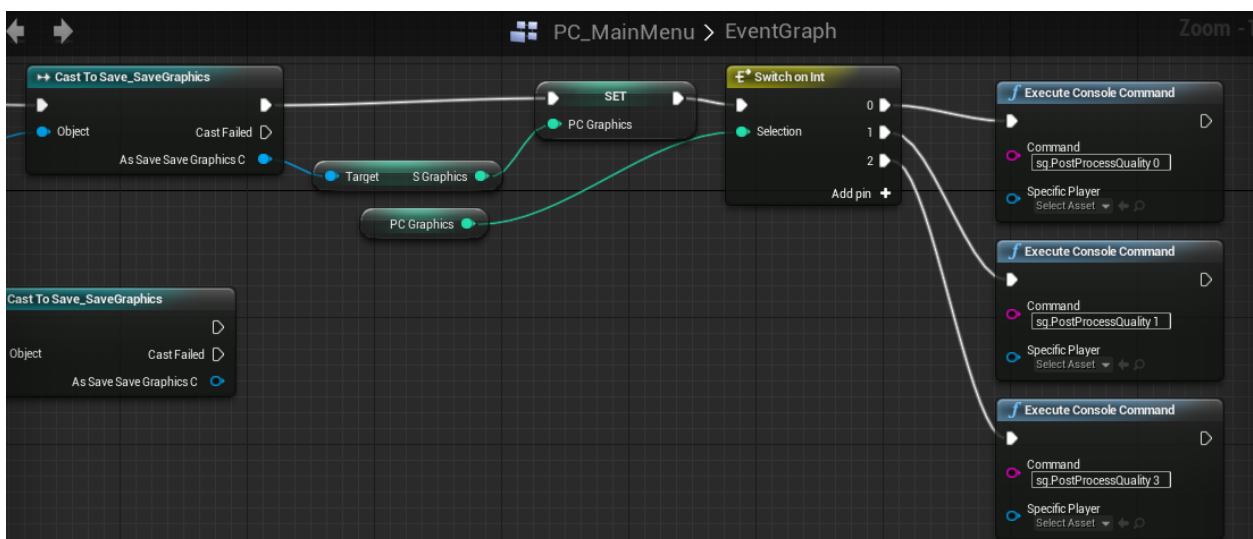 PC_MainMenu > EventGraph
Zoom -1
Cast To Save_SaveGraphics
Object
Cast Failed
As Save Save Graphics C
Target S Graphics
PC Graphics
SET
PC Graphics
Switch on Int
0
Selection
1
2
Add pin +
Execute Console Command
Command
sg.PostProcessQuality 0
Specific Player
Select Asset
Execute Console Command
Command
sg.PostProcessQuality 1
Specific Player
Select Asset
Execute Console Command
Command
sg.PostProcessQuality 3
Specific Player
Select Asset
Cast To Save_SaveGraphics
Object
Cast Failed
As Save Save Graphics C